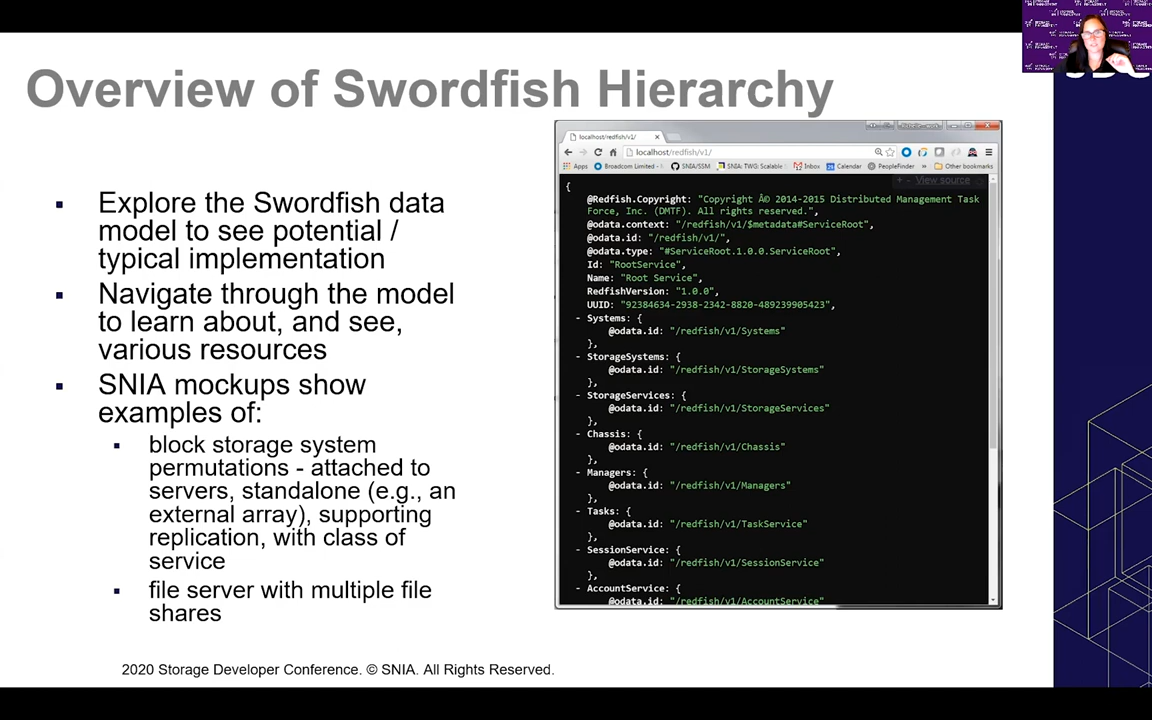 Overview of Swordfish Hierarchy
▪ Explore the Swordfish data
model to see potential /
typical implementation
▪ Navigate through the model
to learn about, and see,
various resources
▪ SNIA mockups show
examples of:
▪ block storage system
permutations - attached to
servers, standalone (e.g., an
external array), supporting
replication, with class of
service
▪ file server with multiple file
shares
localhost/redfish/v1/
localhost/redfish/v1/
Apps Broadcom Limited - SNIA/SSM SNIA: TWG: Scalable Inbox Calendar PeopleFinder » Other bookmarks
+ - View source
{
@Redfish.Copyright: "Copyright Â© 2014-2015 Distributed Management Task
Force, Inc. (DMTF). All rights reserved.",
@odata.context: "/redfish/v1/$metadata#ServiceRoot",
@odata.id: "/redfish/v1/",
@odata.type: "#ServiceRoot.1.0.0.ServiceRoot",
Id: "RootService",
Name: "Root Service",
RedfishVersion: "1.0.0",
UUID: "92384634-2938-2342-8820-489239905423",
- Systems: {
@odata.id: "/redfish/v1/Systems"
},
- StorageSystems: {
@odata.id: "/redfish/v1/StorageSystems"
},
- StorageServices: {
@odata.id: "/redfish/v1/StorageServices"
},
- Chassis: {
@odata.id: "/redfish/v1/Chassis"
},
- Managers: {
@odata.id: "/redfish/v1/Managers"
},
- Tasks: {
@odata.id: "/redfish/v1/TaskService"
},
- SessionService: {
@odata.id: "/redfish/v1/SessionService"
},
- AccountService: {
@odata.id: "/redfish/v1/AccountService"
2020 Storage Developer Conference. © SNIA. All Rights Reserved.